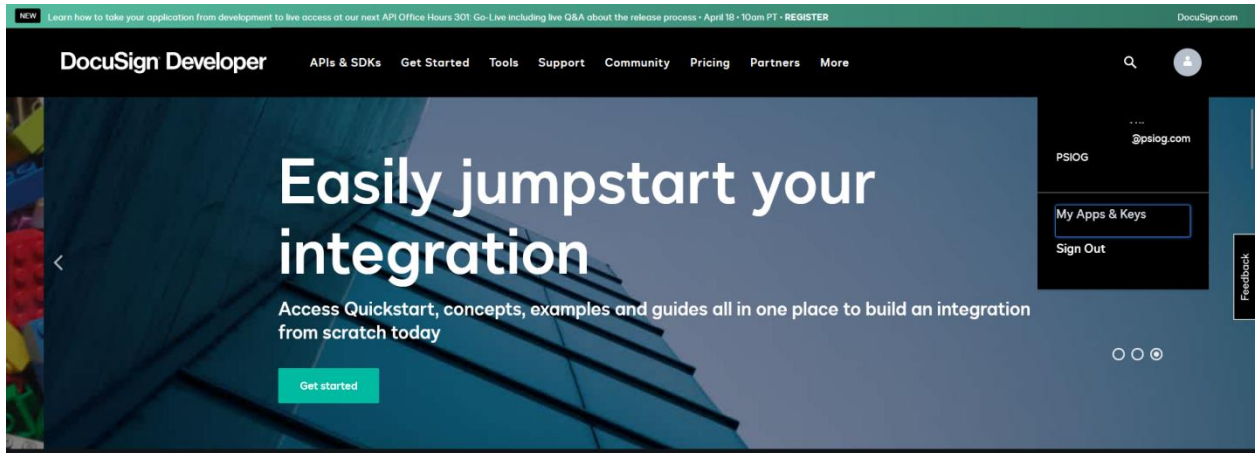 NEW Learn how to take your application from development to live access at our next API Office Hours 301: Go-Live including live Q&A about the release process • April 18 • 10am PT • REGISTER DocuSign.com
DocuSign Developer APIs & SDKs Get Started Tools Support Community Pricing Partners More
@psiog.com
PSIOG
My Apps & Keys
Sign Out
Easily jumpstart your
integration
Access Quickstart, concepts, examples and guides all in one place to build an integration
from scratch today
Get started
Feedback